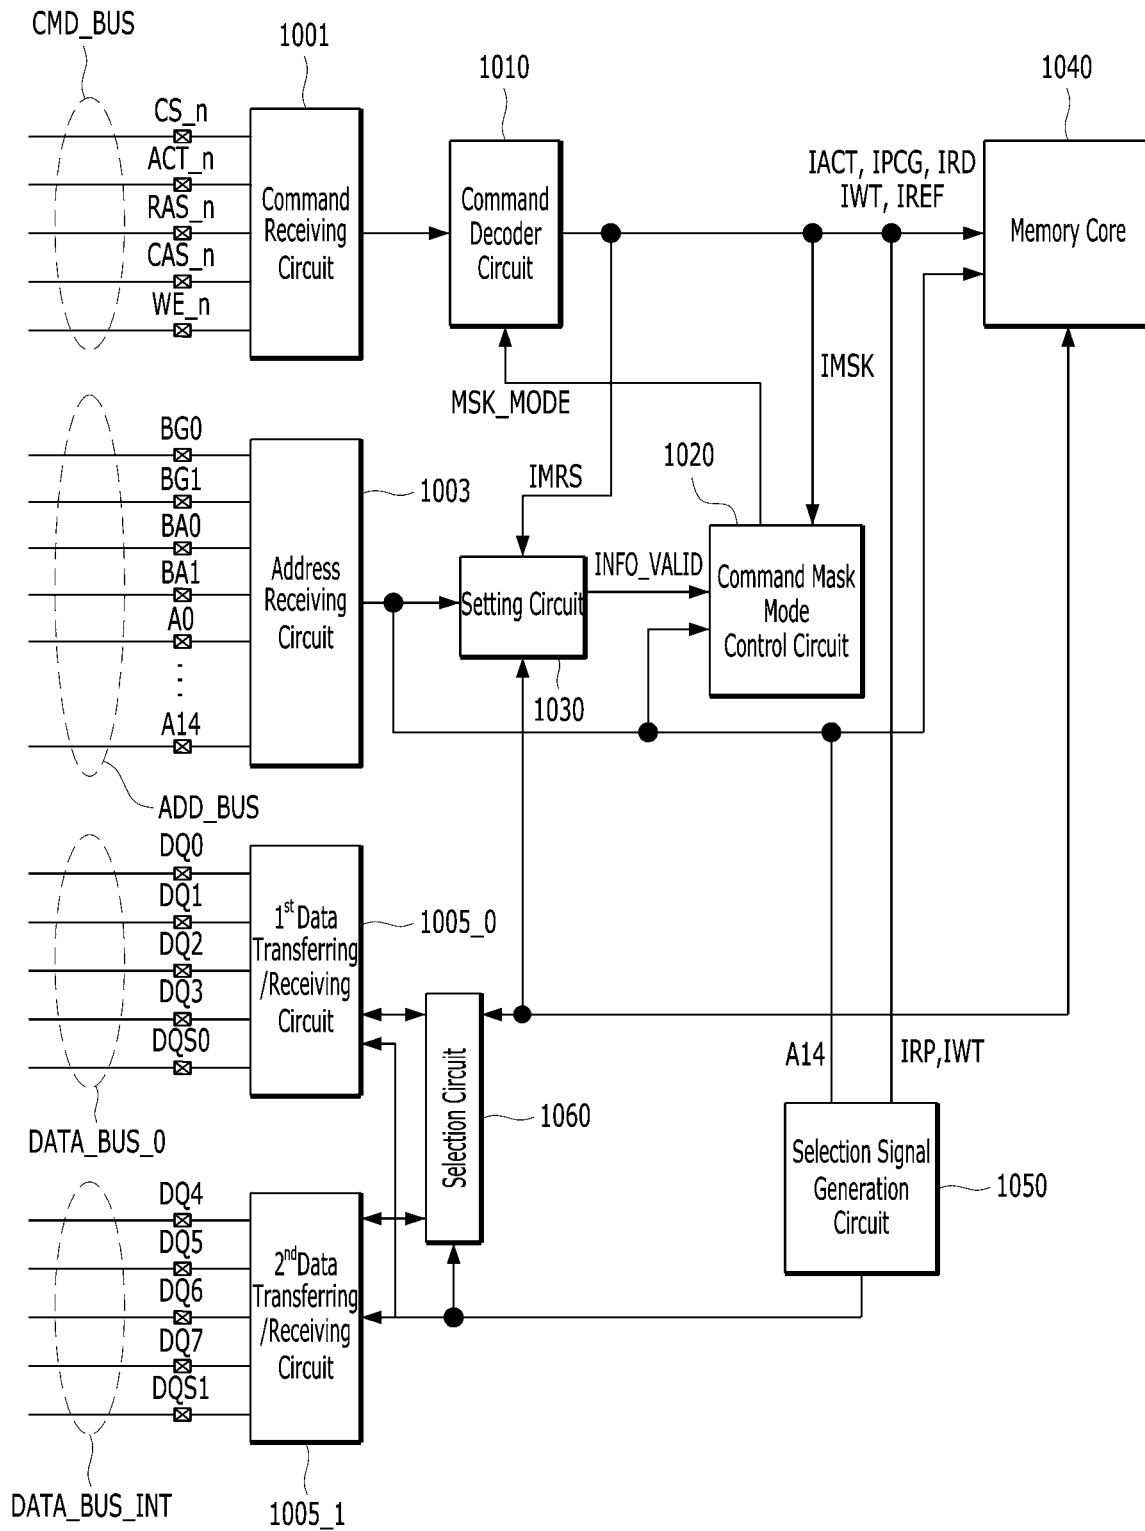 CMD_BUS
1001
1010
1040
CS_n
ACT_n
RAS_n
CAS_n
WE_n
Command
Receiving
Circuit
Command
Decoder
Circuit
IACT, IPCG, IRD
IWT, IREF
Memory Core
MSK_MODE
IMSK
BG0
BG1
BA0
BA1
A0
A14
ADD_BUS
Address
Receiving
Circuit
1003
IMRS
1020
INFO_VALID
Setting Circuit
1030
Command Mask
Mode
Control Circuit
DQ0
DQ1
DQ2
DQ3
DQS0
DATA_BUS_0
1st Data
Transferring
/Receiving
Circuit
1005_0
Selection Circuit
1060
A14
IRP,IWT
Selection Signal
Generation
Circuit
1050
DQ4
DQ5
DQ6
DQ7
DQS1
DATA_BUS_INT
2nd Data
Transferring
/Receiving
Circuit
1005_1